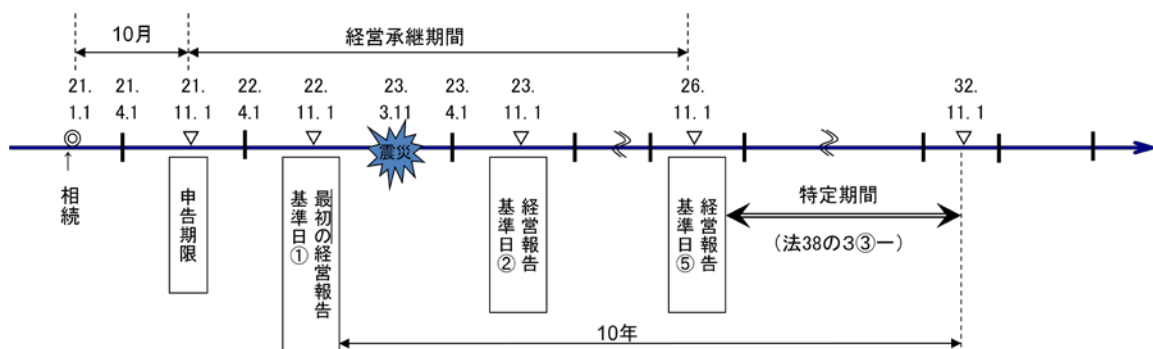 10月
経営承継期間
21.
1.1
21.
4.1
21.
11. 1
22.
4.1
22.
11. 1
23.
3.11
23.
4.1
23.
11. 1
26.
11. 1
32.
11. 1
震災
↑
相続
申告期限
最初の経営報告
基準日①
経営報告
基準日②
経営報告
基準日⑤
特定期間
(法38の3③一)
10年